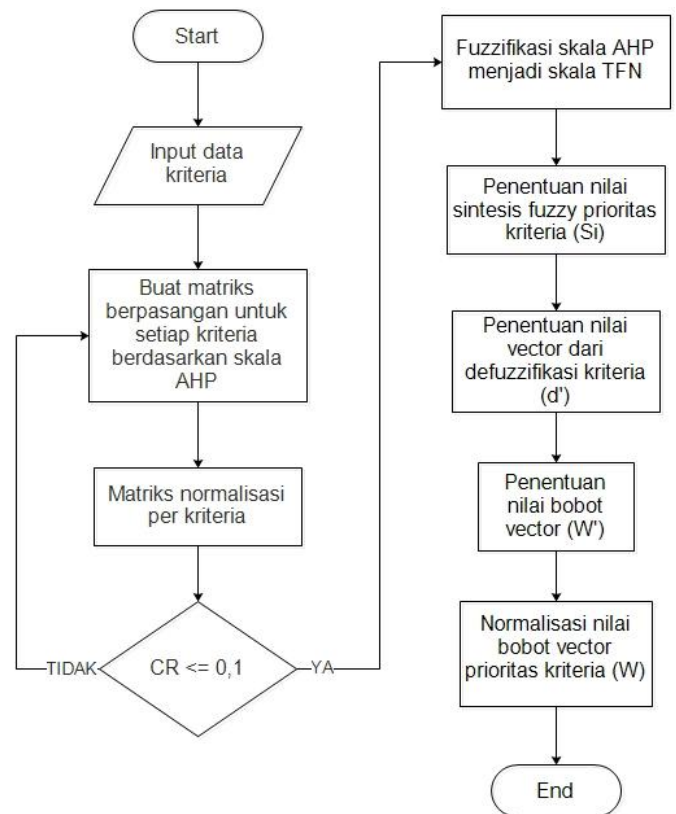 Start
Input data
kriteria
Buat matriks
berpasangan untuk
setiap kriteria
berdasarkan skala
AHP
Matriks normalisasi
per kriteria
CR <= 0,1
TIDAK
YA
Fuzzifikasi skala AHP
menjadi skala TFN
Penentuan nilai
sintesis fuzzy prioritas
kriteria (Si)
Penentuan nilai
vector dari
defuzzifikasi kriteria
(d')
Penentuan
nilai bobot
vector (W')
Normalisasi nilai
bobot vector
prioritas kriteria (W)
End